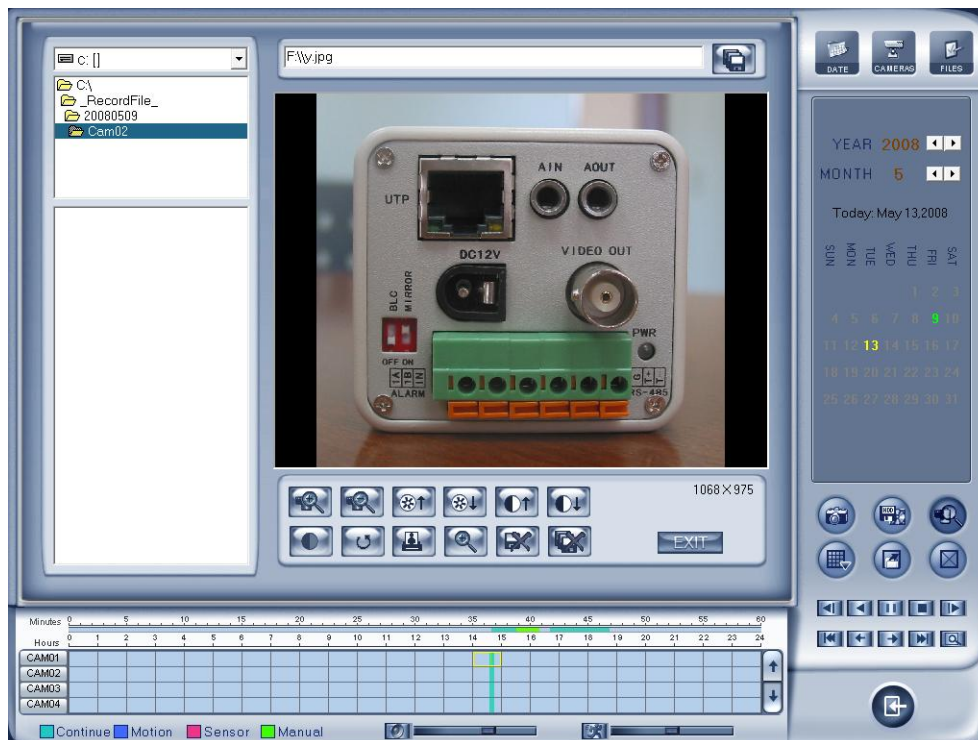 c: []
C:\
_RecordFile_
20080509
Cam02
F:\\y.jpg
AIN AOUT
UTP
DC12V VIDEO OUT
BLC
MIRROR
PWR
OFF ON
1A
1B
IN
G
T+
T-
ALARM RS-485
1068×975
EXIT
DATE CAMERAS FILES
YEAR 2008
MONTH 5
Today: May 13,2008
SUN MON TUE WED THU FRI SAT
1 2 3
4 5 6 7 8 9 10
11 12 13 14 15 16 17
18 19 20 21 22 23 24
25 26 27 28 29 30 31
HDD
Minutes 0 5 10 15 20 25 30 35 40 45 50 55 60
Hours 0 1 2 3 4 5 6 7 8 9 10 11 12 13 14 15 16 17 18 19 20 21 22 23 24
CAM01
CAM02
CAM03
CAM04
Continue Motion Sensor Manual